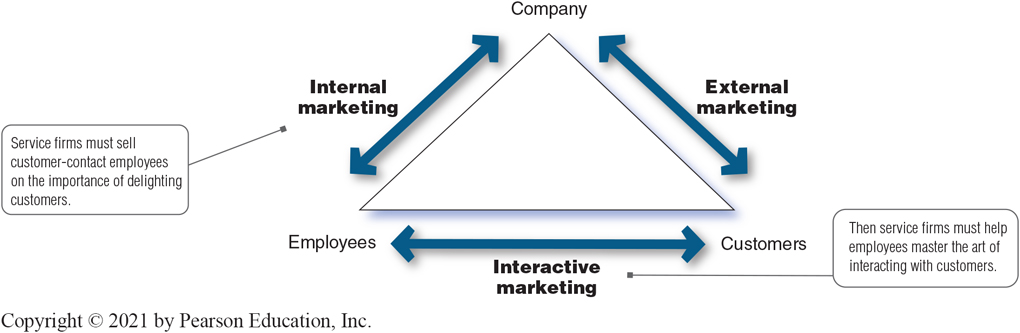 Company
Internal
marketing
External
marketing
Service firms must sell
customer-contact employees
on the importance of delighting
customers.
Employees
Customers
Interactive
marketing
Then service firms must help
employees master the art of
interacting with customers.
Copyright © 2021 by Pearson Education, Inc.